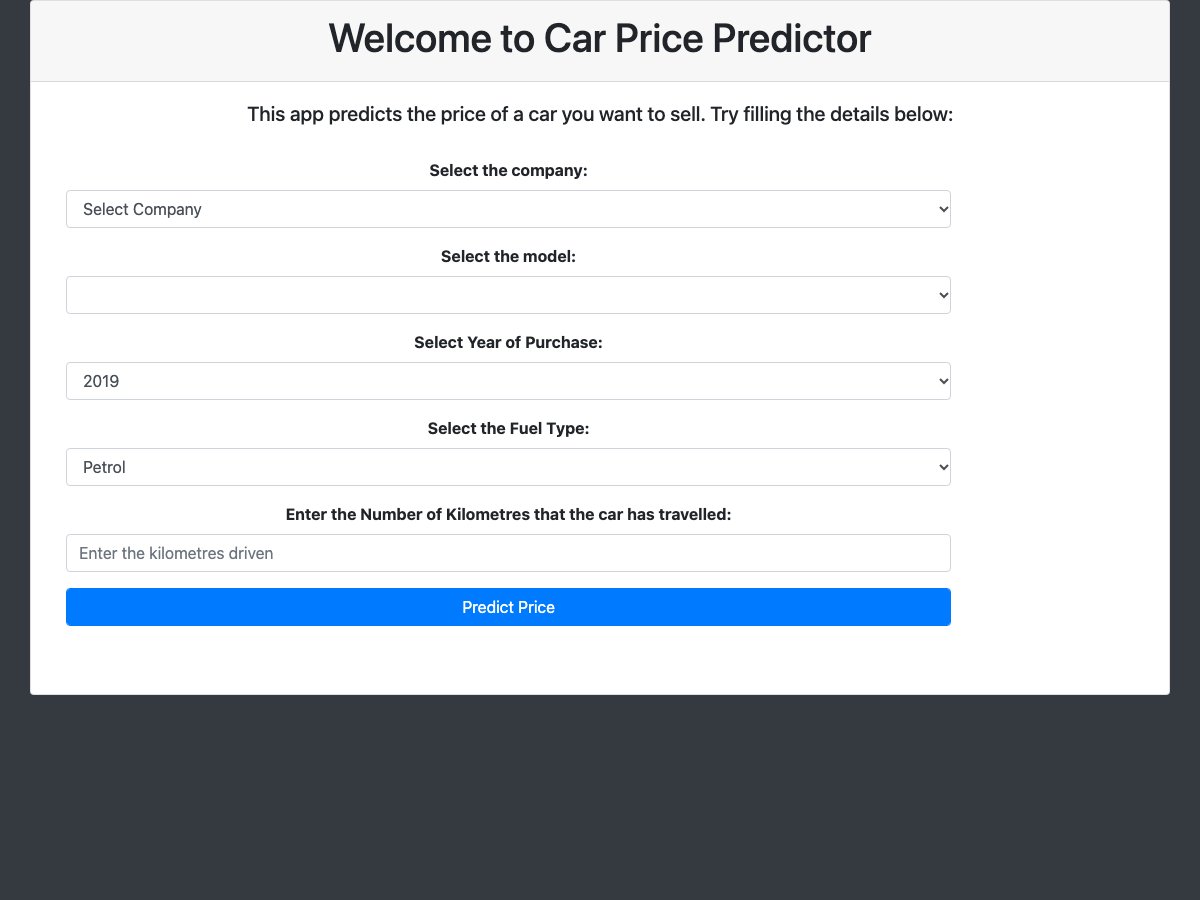 Welcome to Car Price Predictor
This app predicts the price of a car you want to sell. Try filling the details below:
Select the company:
Select Company
Select the model:
Select Year of Purchase:
2019
Select the Fuel Type:
Petrol
Enter the Number of Kilometres that the car has travelled:
Enter the kilometres driven
Predict Price